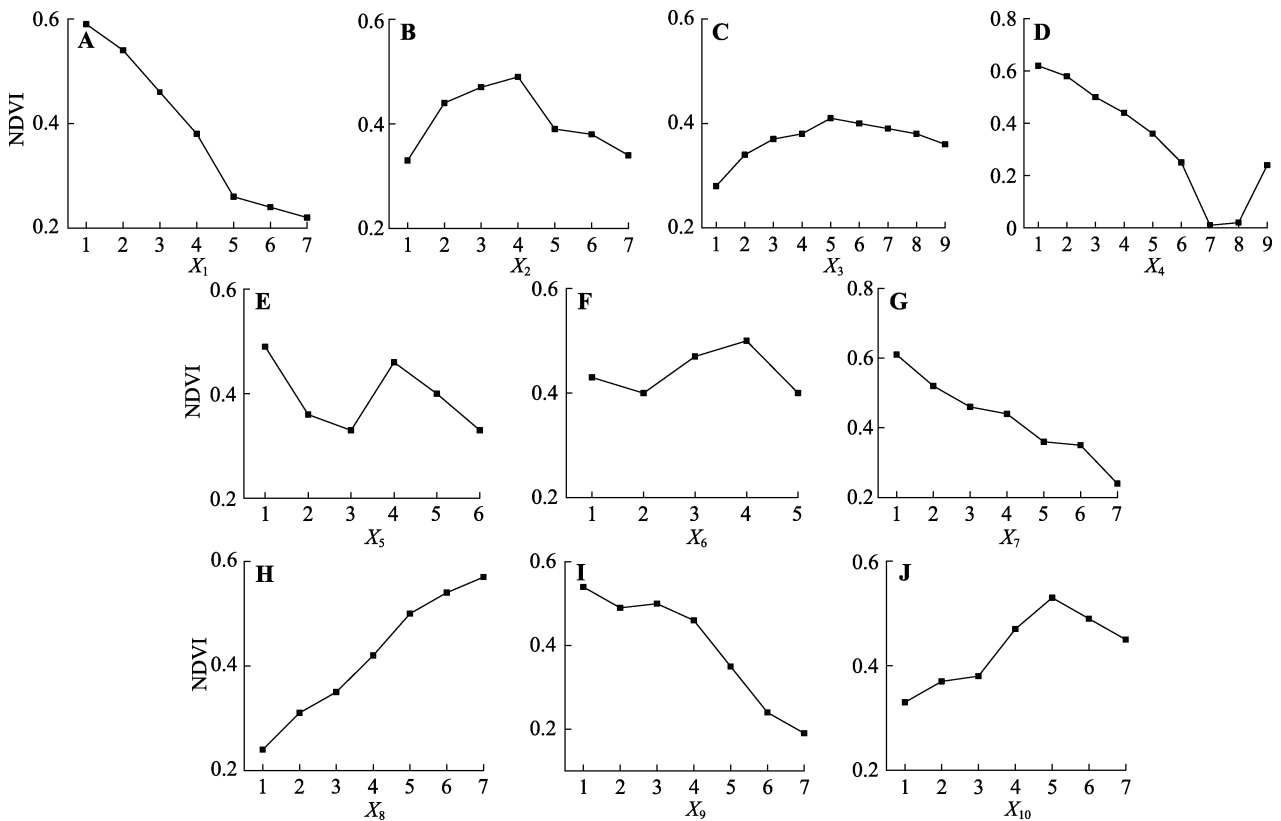 0.6 A
0.4
0.2
NDVI
1 2 3 4 5 6 7
X1
0.6 B
0.4
0.2
1 2 3 4 5 6 7
X2
0.6 C
0.4
0.2
1 2 3 4 5 6 7 8 9
X3
0.8 D
0.6
0.4
0.2
0
1 2 3 4 5 6 7 8 9
X4
0.6 E
0.4
0.2
NDVI
1 2 3 4 5 6
X5
0.6 F
0.4
0.2
1 2 3 4 5
X6
0.8 G
0.6
0.4
0.2
1 2 3 4 5 6 7
X7
0.6 H
0.4
0.2
NDVI
1 2 3 4 5 6 7
X8
0.6 I
0.4
0.2
1 2 3 4 5 6 7
X9
0.6 J
0.4
0.2
1 2 3 4 5 6 7
X10